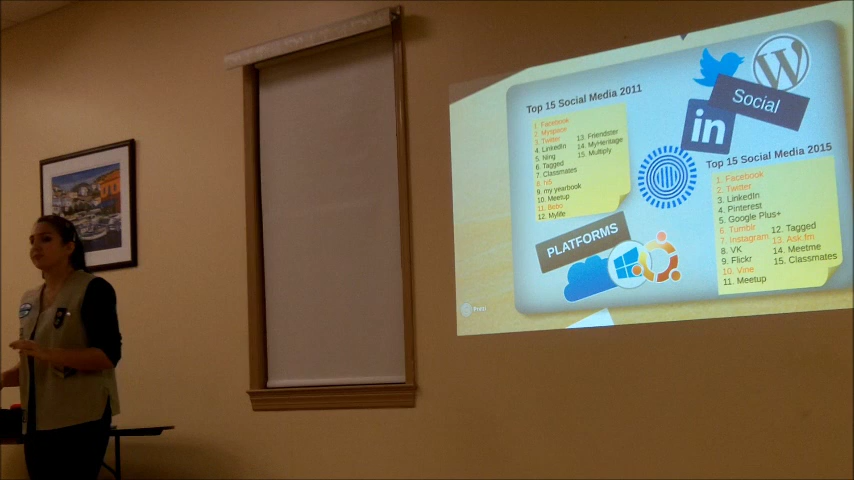 Top 15 Social Media 2011
1. Facebook
2. Myspace
3. Twitter
4. LinkedIn
5. Ning
6. Tagged
7. Classmates
8. hi5
9. my yearbook
10. Meetup
11. Bebo
12. Mylife
13. Friendster
14. MyHeritage
15. Multiply
Social
in
Top 15 Social Media 2015
1. Facebook
2. Twitter
3. LinkedIn
4. Pinterest
5. Google Plus+
6. Tumblr
7. Instagram
8. VK
9. Flickr
10. Vine
11. Meetup
12. Tagged
13. Ask.fm
14. Meetme
15. Classmates
PLATFORMS
Prezi